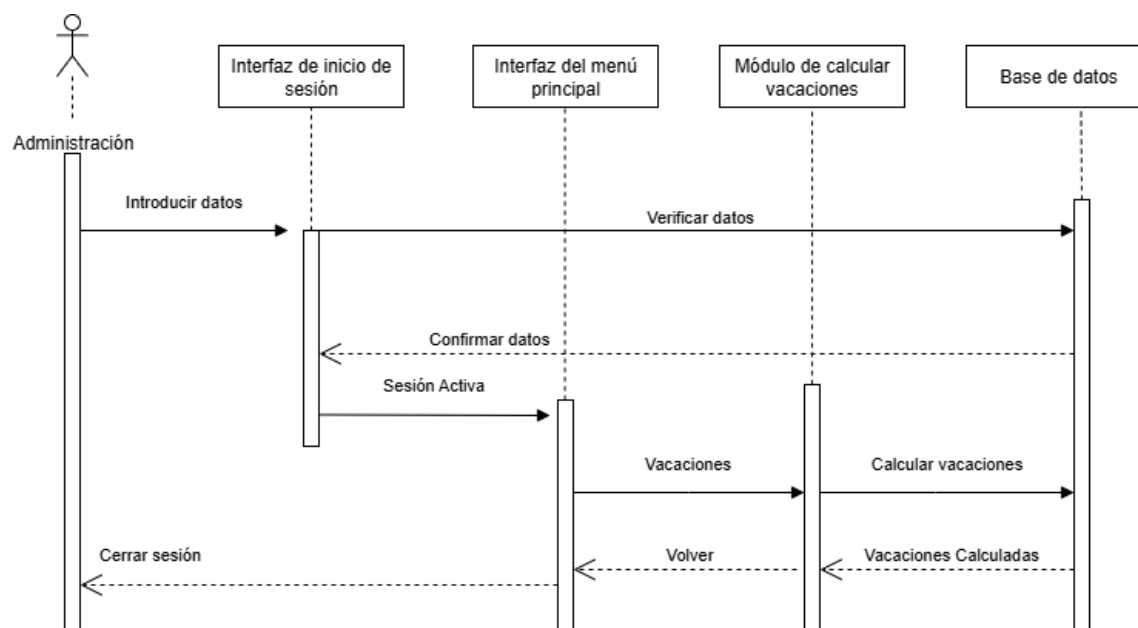 Interfaz de inicio de
sesión
Interfaz del menú
principal
Módulo de calcular
vacaciones
Base de datos
Administración
Introducir datos
Verificar datos
Confirmar datos
Sesión Activa
Vacaciones
Calcular vacaciones
Cerrar sesión
Volver
Vacaciones Calculadas